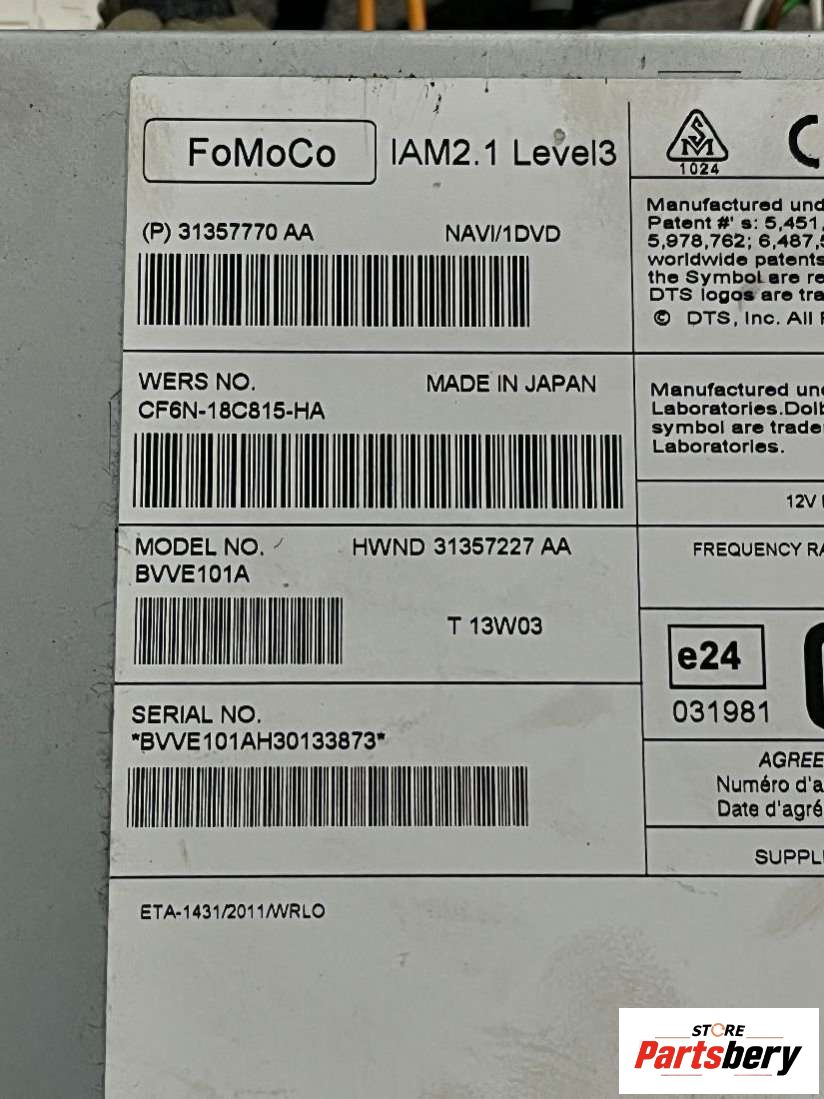 FoMoCo IAM2.1 Level3
(P) 31357770 AA NAVI/1DVD
WERS NO. MADE IN JAPAN
CF6N-18C815-HA
MODEL NO. HWND 31357227 AA
BVVE101A
T 13W03
SERIAL NO.
*BVVE101AH30133873*
ETA-1431/2011/WRLO
S
M
1024
Manufactured und
Patent #' s: 5,451,
5,978,762; 6,487,5
worldwide patents
the Symbol are re
DTS logos are tra
© DTS, Inc. All
Manufactured und
Laboratories.Dolb
symbol are trade
Laboratories.
12V
FREQUENCY RA
e24
031981
AGREE
Numéro d'a
Date d'agré
SUPPL
STORE
Partsbery